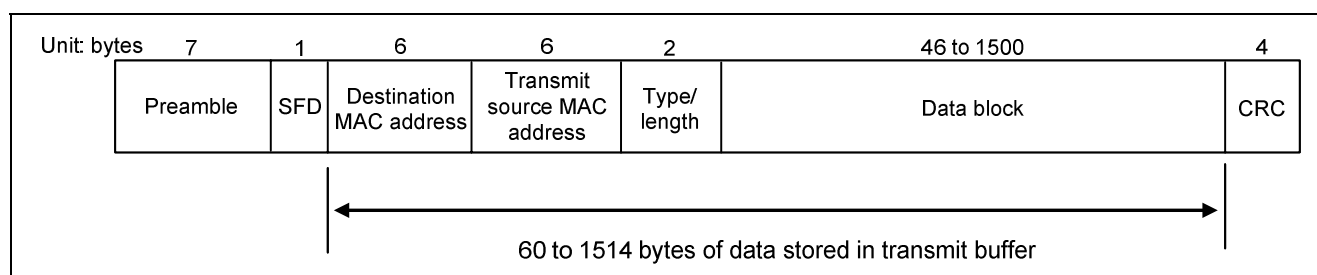 Unit: bytes 7 1 6 6 2 46 to 1500 4
Preamble
SFD
Destination
MAC address
Transmit
source MAC
address
Type/
length
Data block
CRC
60 to 1514 bytes of data stored in transmit buffer